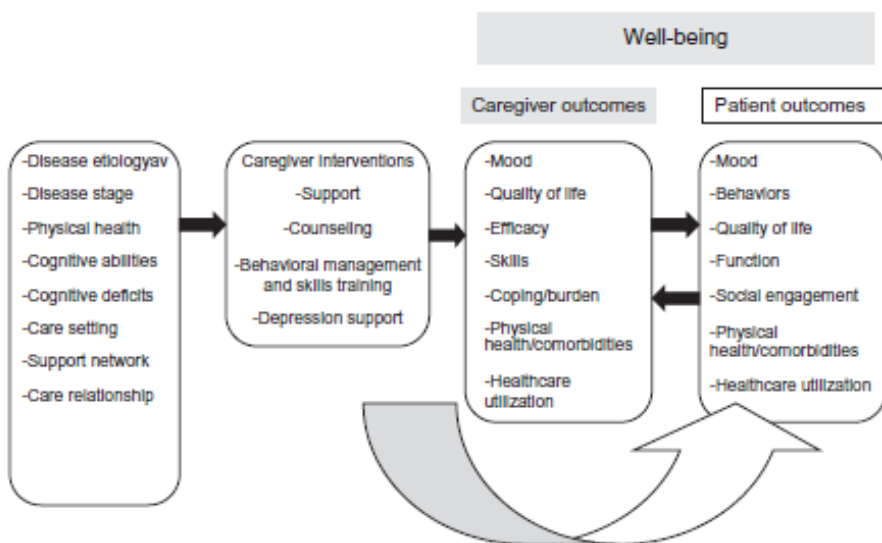 Well-being
Caregiver outcomes
Patient outcomes
-Disease etiologyav
-Disease stage
-Physical health
-Cognitive abilities
-Cognitive deficits
-Care setting
-Support network
-Care relationship
Caregiver interventions
-Support
-Counseling
-Behavioral management
and skills training
-Depression support
-Mood
-Quality of life
-Efficacy
-Skills
-Coping/burden
-Physical
health/comorbidities
-Healthcare
utilization
-Mood
-Behaviors
-Quality of life
-Function
-Social engagement
-Physical
health/comorbidities
-Healthcare utilization